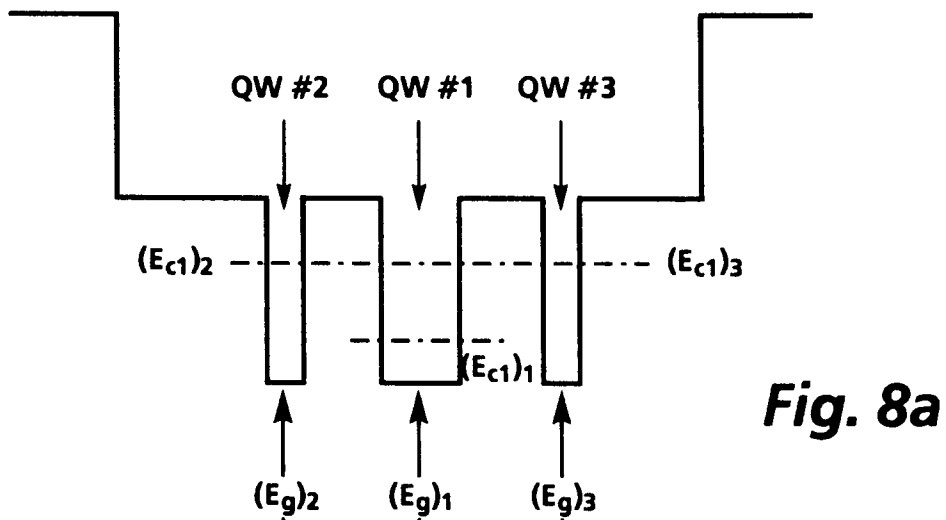 QW #2 QW #1 QW #3
(Ec1)2 (Ec1)3
(Ec1)1
Fig. 8a
(Eg)2 (Eg)1 (Eg)3